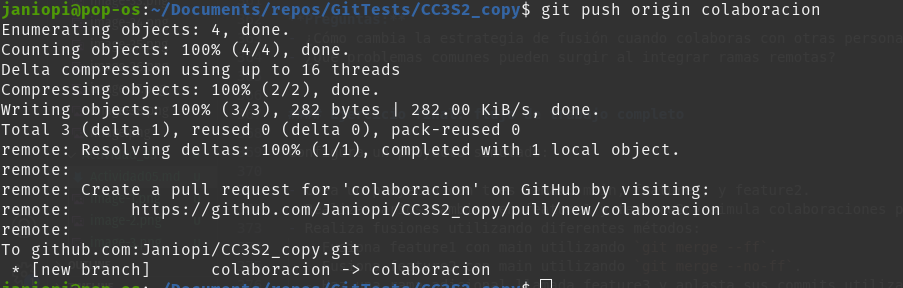 janiopi@pop-os:~/Documents/repos/GitTests/CC3S2_copy$ git push origin colaboracion
Enumerating objects: 4, done.
Counting objects: 100% (4/4), done.
Delta compression using up to 16 threads
Compressing objects: 100% (2/2), done.
Writing objects: 100% (3/3), 282 bytes | 282.00 KiB/s, done.
Total 3 (delta 1), reused 0 (delta 0), pack-reused 0
remote: Resolving deltas: 100% (1/1), completed with 1 local object.
remote:
remote: Create a pull request for 'colaboracion' on GitHub by visiting:
remote:      https://github.com/Janiopi/CC3S2_copy/pull/new/colaboracion
remote:
To github.com:Janiopi/CC3S2_copy.git
 * [new branch]      colaboracion -> colaboracion
janiopi@pop-os:~/Documents/repos/GitTests/CC3S2_copy$